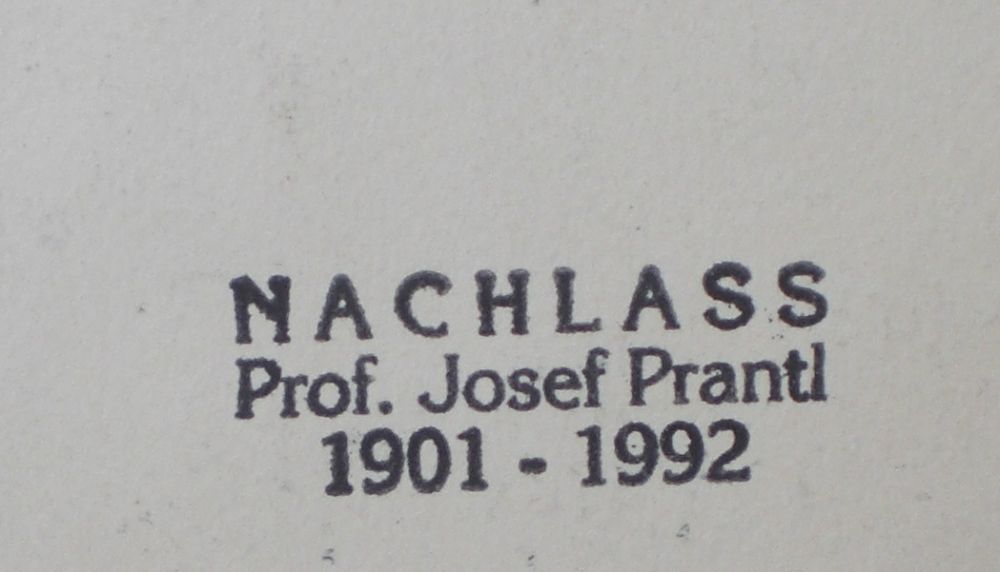 NACHLASS
Prof. Josef Prantl
1901 - 1992